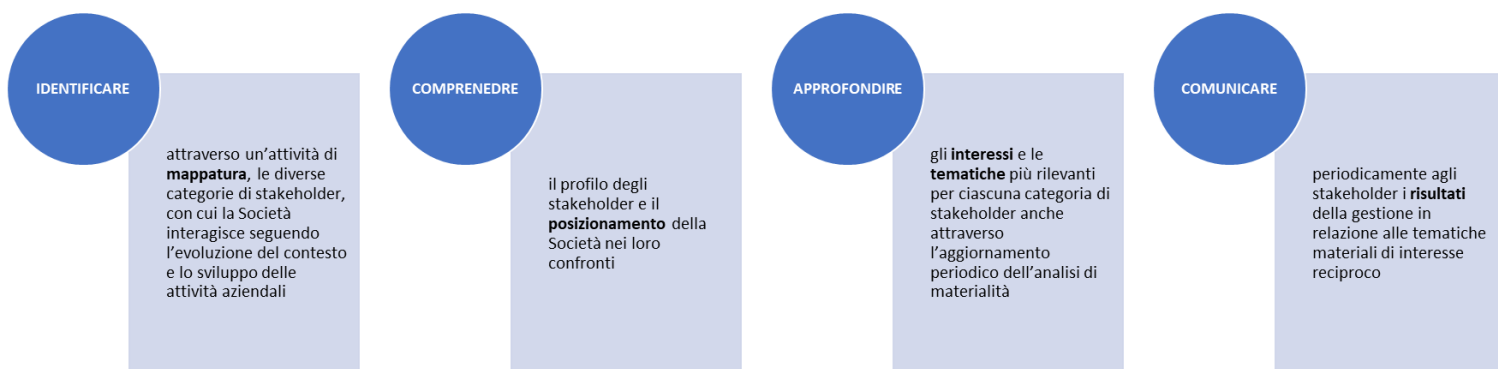 IDENTIFICARE
attraverso un'attività di
mappatura, le diverse
categorie di stakeholder,
con cui la Società
interagisce seguendo
l'evoluzione del contesto
e lo sviluppo delle
attività aziendali
COMPRENEDRE
il profilo degli
stakeholder e il
posizionamento della
Società nei loro
confronti
APPROFONDIRE
gli interessi e le
tematiche più rilevanti
per ciascuna categoria di
stakeholder anche
attraverso
l'aggiornamento
periodico dell'analisi di
materialità
COMUNICARE
periodicamente agli
stakeholder i risultati
della gestione in
relazione alle tematiche
materiali di interesse
reciproco